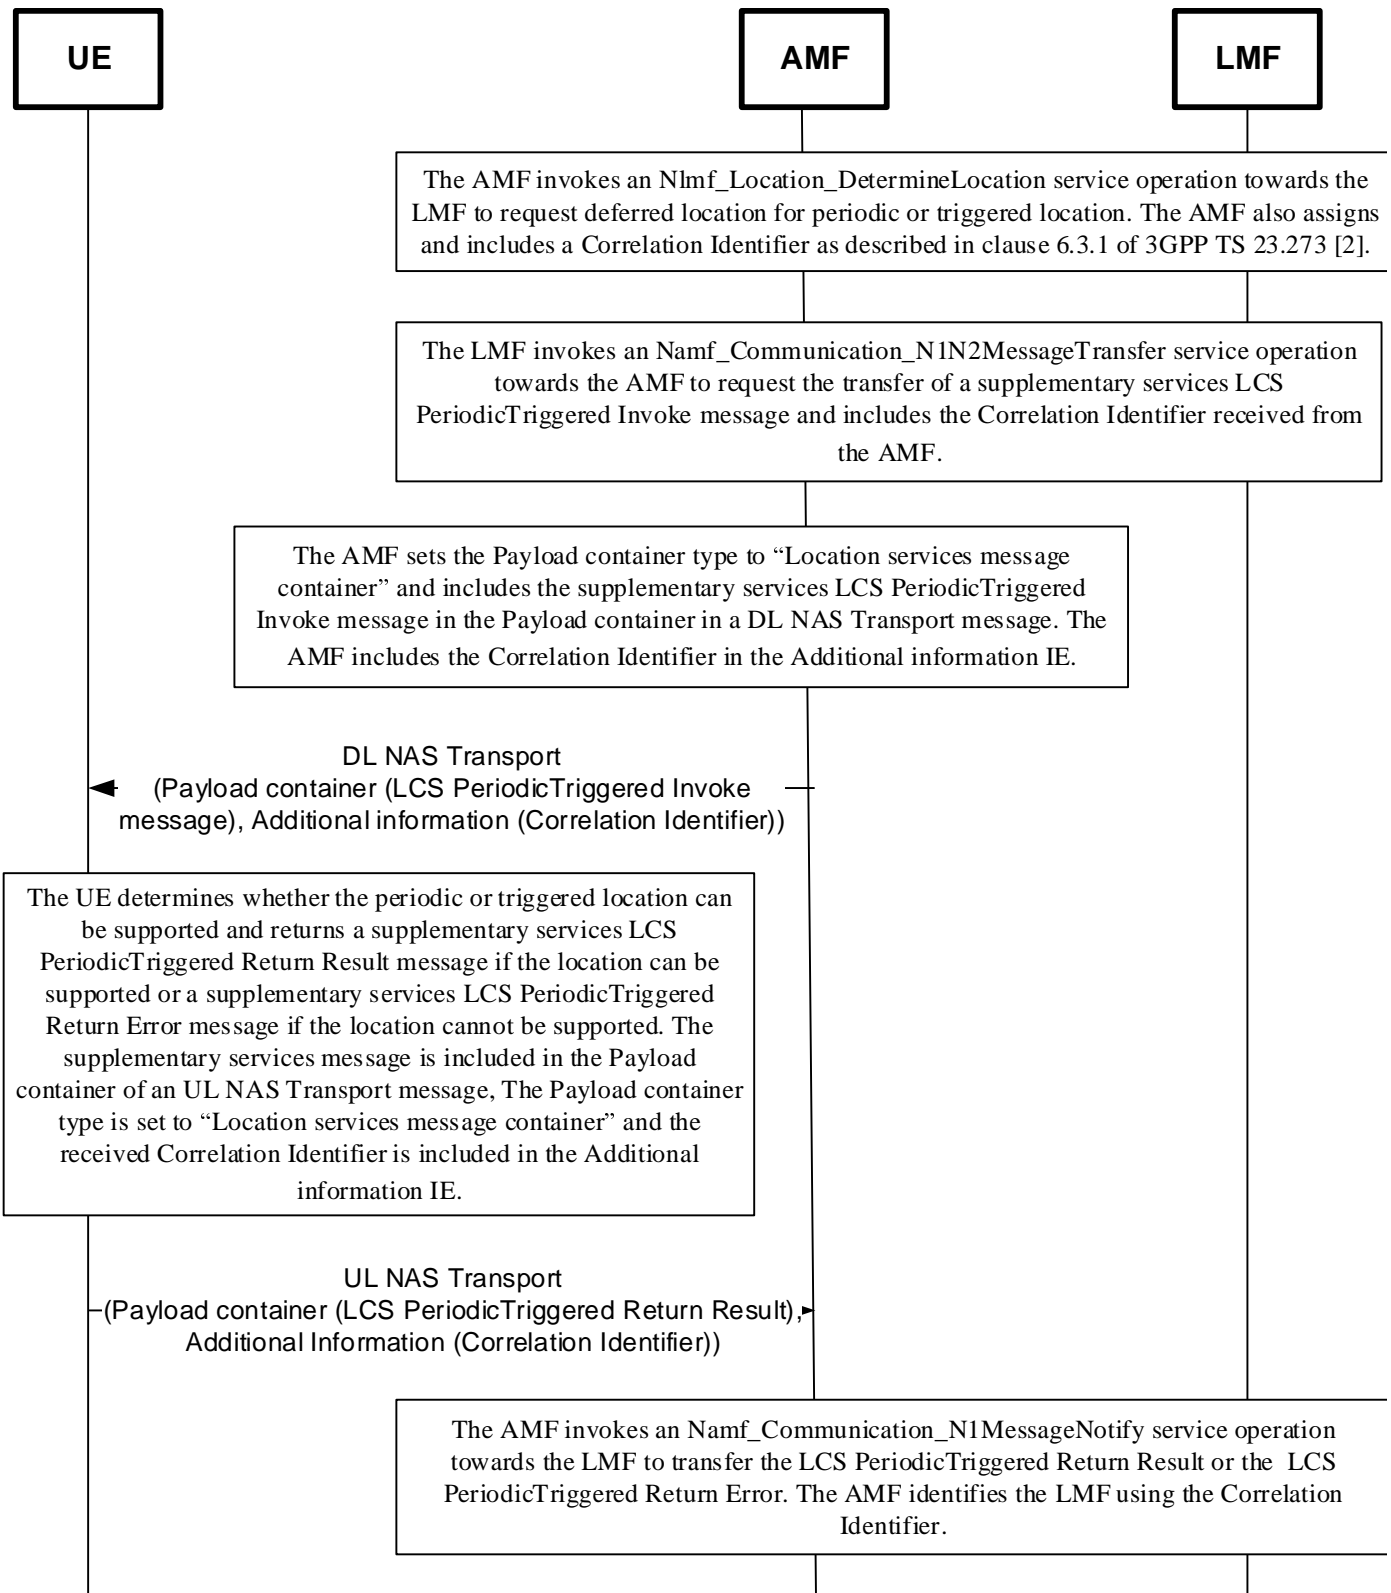 UE
AMF
LMF
The AMF invokes an Nlmf_Location_DetermineLocation service operation towards the
LMF to request deferred location for periodic or triggered location. The AMF also assigns
and includes a Correlation Identifier as described in clause 6.3.1 of 3GPP TS 23.273 [2].
The LMF invokes an Namf_Communication_N1N2MessageTransfer service operation
towards the AMF to request the transfer of a supplementary services LCS
PeriodicTriggered Invoke message and includes the Correlation Identifier received from
the AMF.
The AMF sets the Payload container type to “Location services message
container” and includes the supplementary services LCS PeriodicTriggered
Invoke message in the Payload container in a DL NAS Transport message. The
AMF includes the Correlation Identifier in the Additional information IE.
DL NAS Transport
(Payload container (LCS PeriodicTriggered Invoke
message), Additional information (Correlation Identifier))
The UE determines whether the periodic or triggered location can
be supported and returns a supplementary services LCS
PeriodicTriggered Return Result message if the location can be
supported or a supplementary services LCS PeriodicTriggered
Return Error message if the location cannot be supported. The
supplementary services message is included in the Payload
container of an UL NAS Transport message, The Payload container
type is set to “Location services message container” and the
received Correlation Identifier is included in the Additional
information IE.
UL NAS Transport
(Payload container (LCS PeriodicTriggered Return Result),
Additional Information (Correlation Identifier))
The AMF invokes an Namf_Communication_N1MessageNotify service operation
towards the LMF to transfer the LCS PeriodicTriggered Return Result or the LCS
PeriodicTriggered Return Error. The AMF identifies the LMF using the Correlation
Identifier.